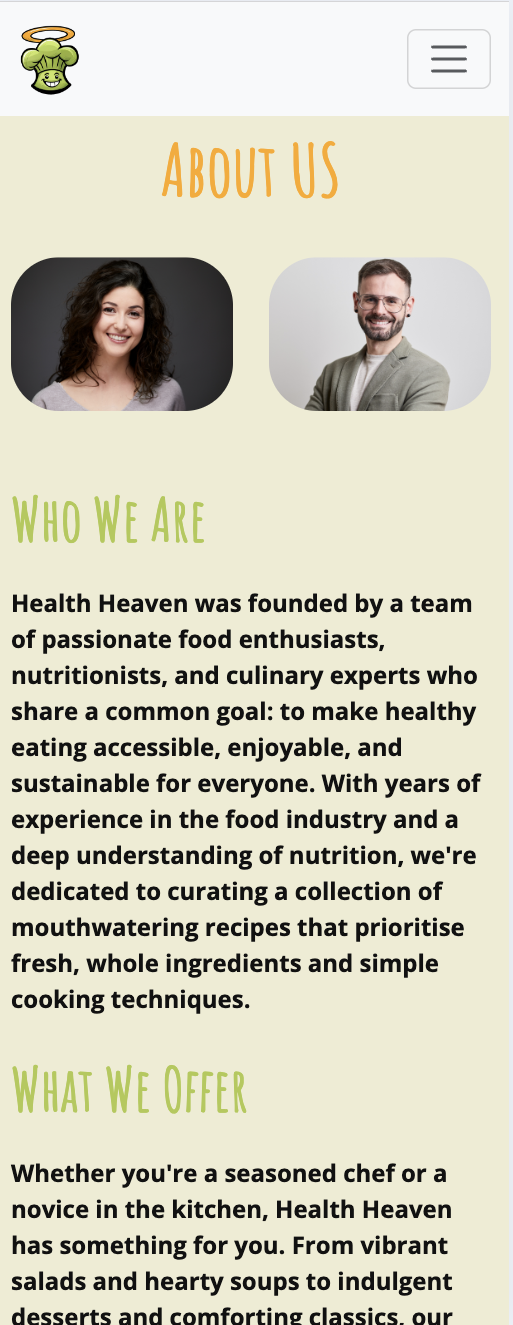 About US
Who We Are
Health Heaven was founded by a team
of passionate food enthusiasts,
nutritionists, and culinary experts who
share a common goal: to make healthy
eating accessible, enjoyable, and
sustainable for everyone. With years of
experience in the food industry and a
deep understanding of nutrition, we're
dedicated to curating a collection of
mouthwatering recipes that prioritise
fresh, whole ingredients and simple
cooking techniques.
What We Offer
Whether you're a seasoned chef or a
novice in the kitchen, Health Heaven
has something for you. From vibrant
salads and hearty soups to indulgent
desserts and comforting classics, our